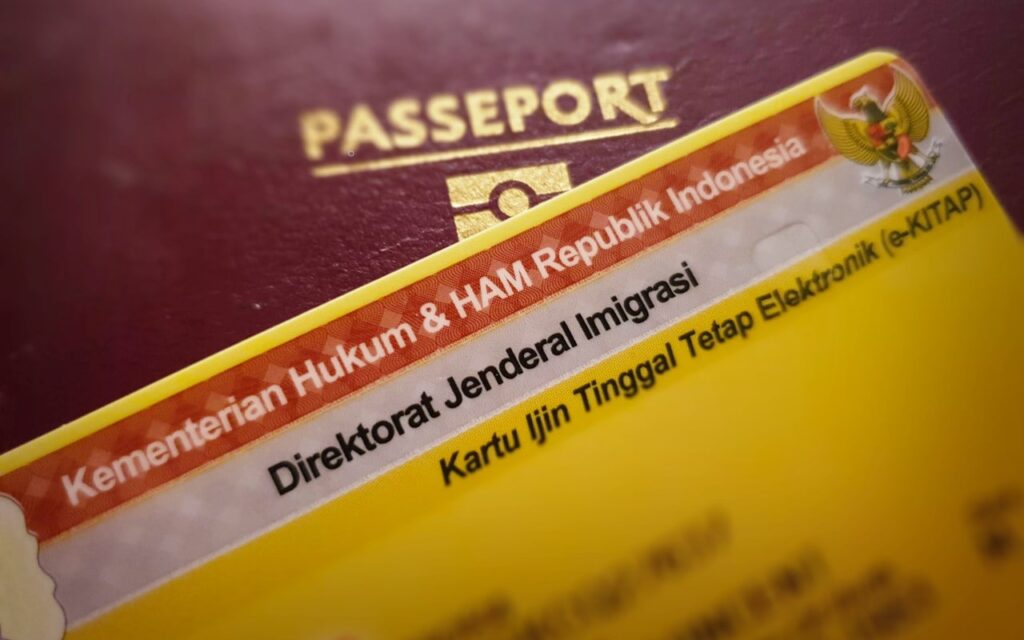 PASSEPORT
Kementerian Hukum & HAM Republik Indonesia
Direktorat Jenderal Imigrasi
Kartu Ijin Tinggal Tetap Elektronik (e-KITAP)